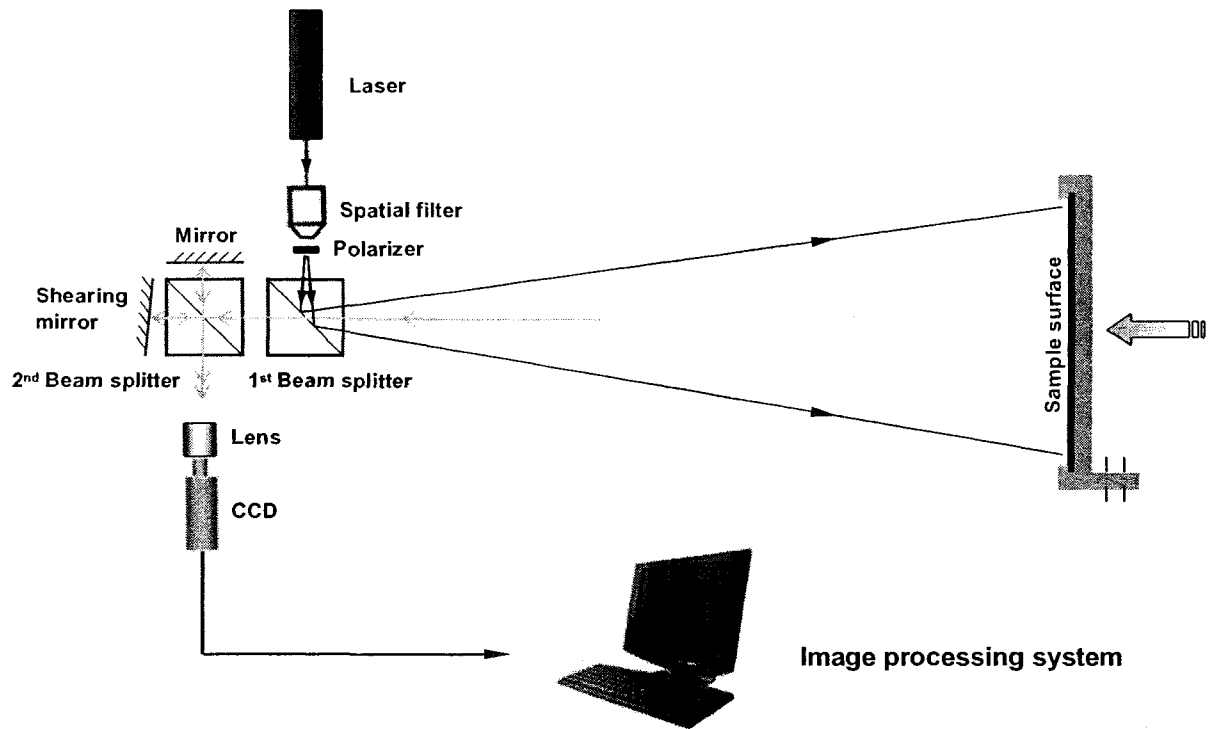 Laser
Spatial filter
Polarizer
Mirror
Shearing
mirror
2nd Beam splitter
1st Beam splitter
Lens
CCD
Sample surface
Image processing system